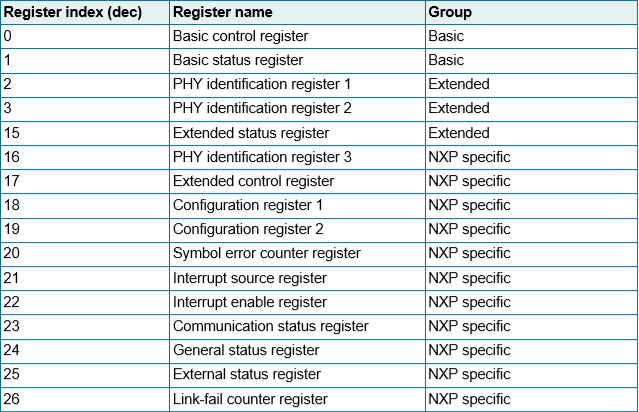 Register index (dec) Register name Group
0 Basic control register Basic
1 Basic status register Basic
2 PHY identification register 1 Extended
3 PHY identification register 2 Extended
15 Extended status register Extended
16 PHY identification register 3 NXP specific
17 Extended control register NXP specific
18 Configuration register 1 NXP specific
19 Configuration register 2 NXP specific
20 Symbol error counter register NXP specific
21 Interrupt source register NXP specific
22 Interrupt enable register NXP specific
23 Communication status register NXP specific
24 General status register NXP specific
25 External status register NXP specific
26 Link-fail counter register NXP specific